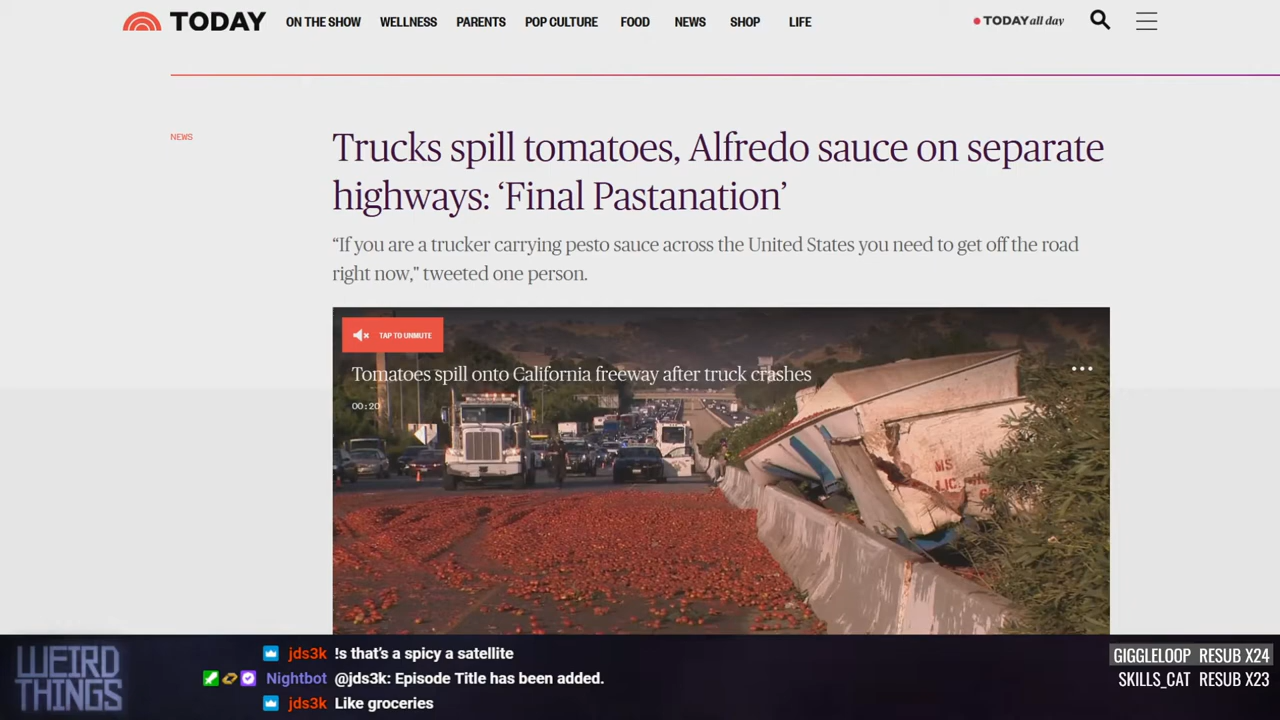 TODAY
ON THE SHOW WELLNESS PARENTS POP CULTURE FOOD NEWS SHOP LIFE
TODAY all day
NEWS
Trucks spill tomatoes, Alfredo sauce on separate
highways: ‘Final Pastanation’
“If you are a trucker carrying pesto sauce across the United States you need to get off the road
right now,” tweeted one person.
TAP TO UNMUTE
Tomatoes spill onto California freeway after truck crashes
00:20
MS
LIC.
WEIRD
THINGS
jds3k !s that’s a spicy a satellite
Nightbot @jds3k: Episode Title has been added.
jds3k Like groceries
GIGGLELOOP RESUB X24
SKILLS_CAT RESUB X23